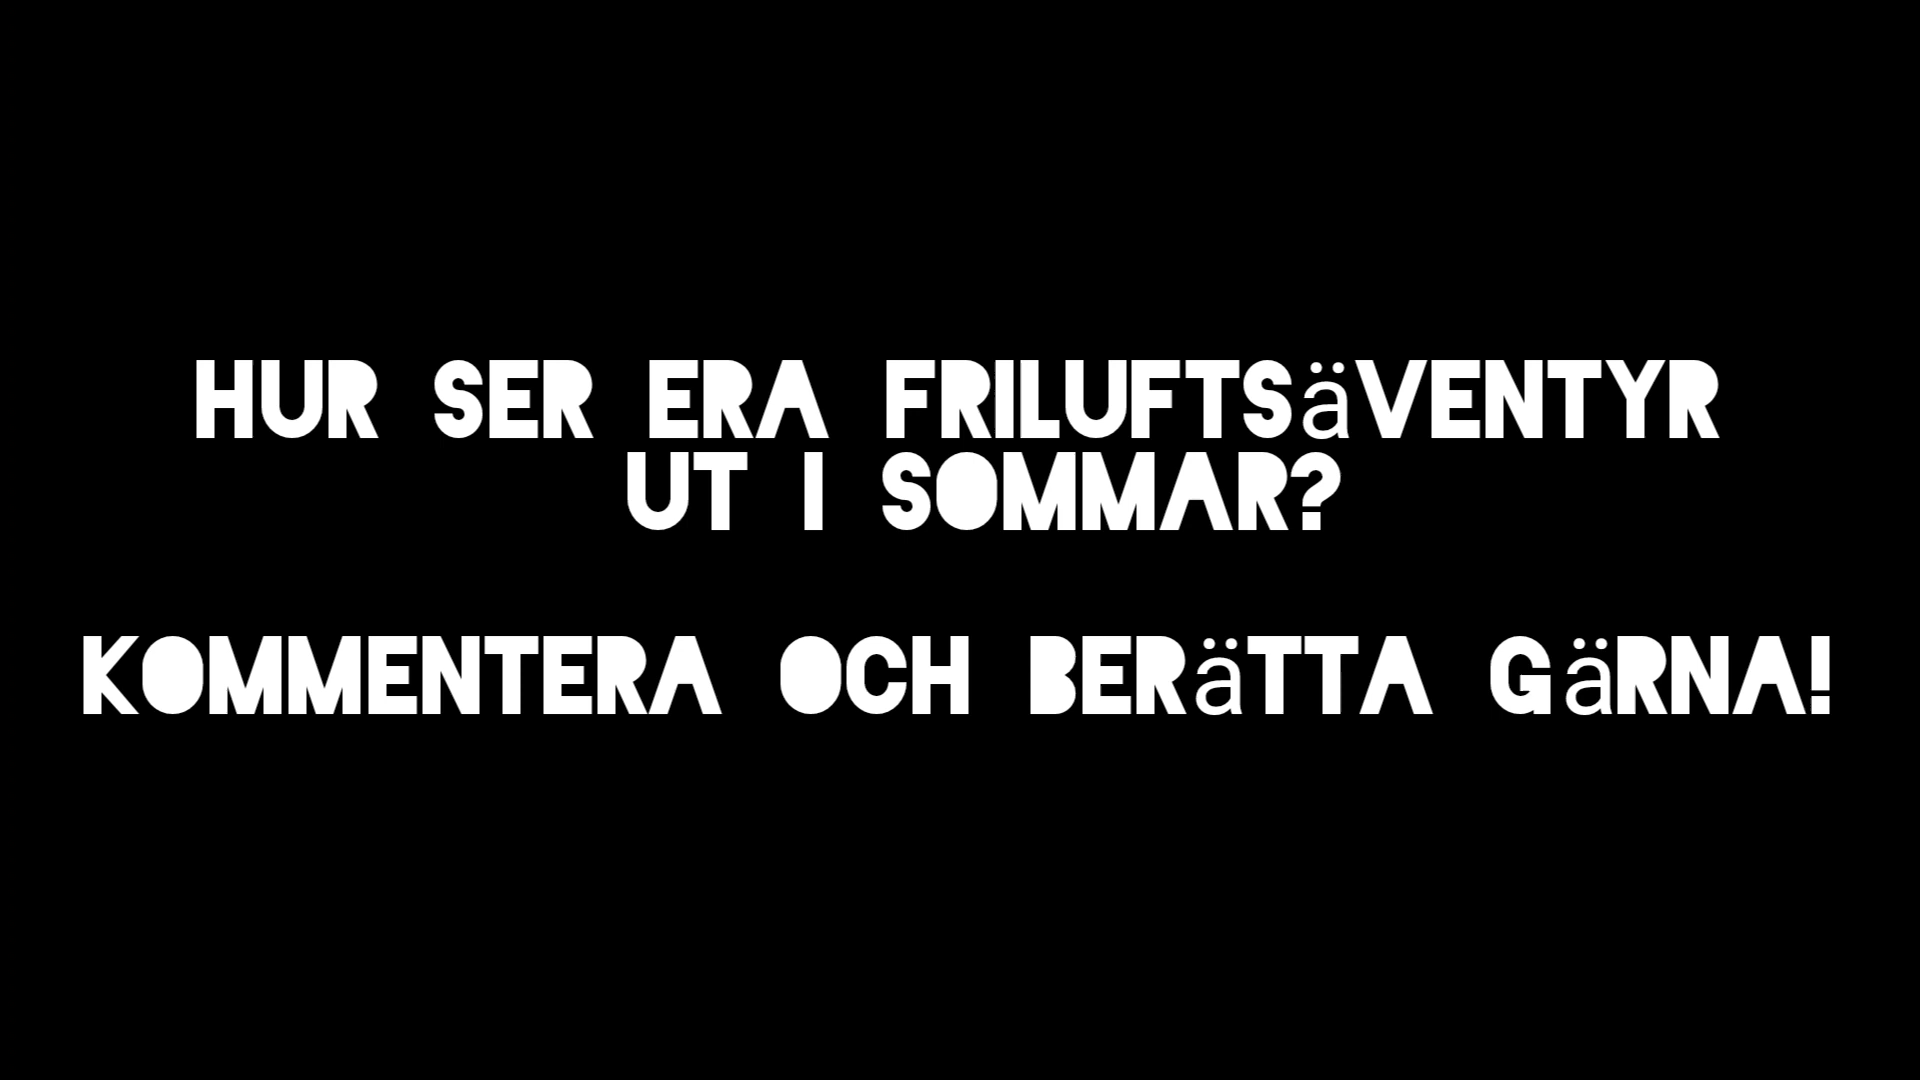 HUR SER ERA FRILUFTSäVENTYR
UT I SOMMAR?
KOMMENTERA OCH BERäTTA GäRNA!